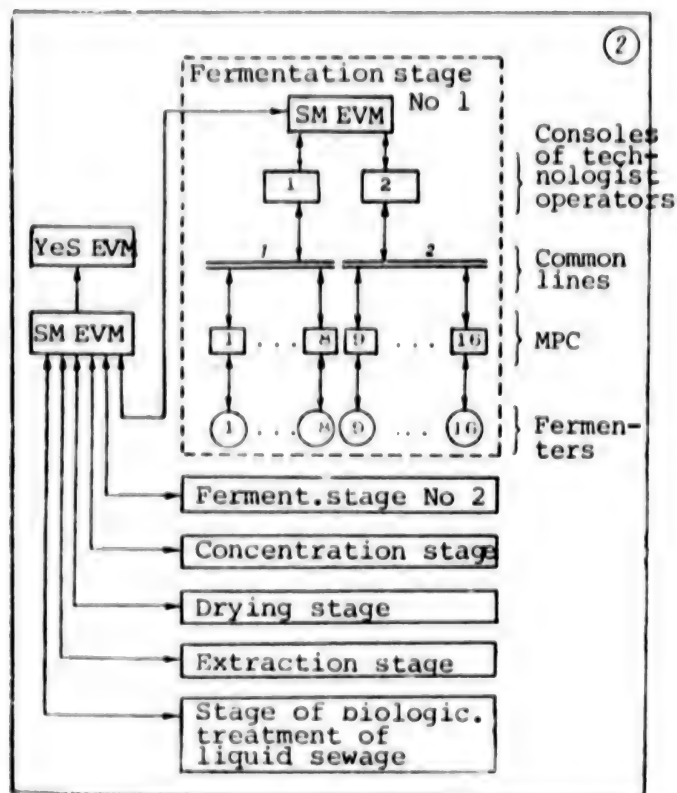 2
Fermentation stage
No 1
SM EVM
Consoles
of tech-
nologist
operators
1 2
YeS EVM
1 2
Common
lines
SM EVM
1 ... 8 9 ... 16
MPC
1 ... 8 9 ... 16
Fermen-
ters
Ferment.stage No 2
Concentration stage
Drying stage
Extraction stage
Stage of biologic.
treatment of
liquid sewage